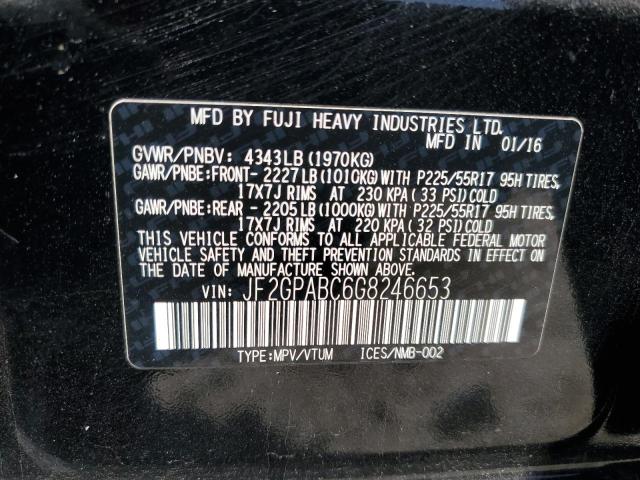 MFD BY FUJI HEAVY INDUSTRIES LTD.
MFD IN 01/16
GVWR/PNBV: 4343LB(1970KG)
GAWR/PNBE:FRONT- 2227LB(1010KG)WITH P225/55R17 95H TIRES,
17X7J RIMS AT 230 KPA( 33 PSI)COLD
GAWR/PNBE:REAR - 2205LB(1000KG)WITH P225/55R17 95H TIRES,
17X7J RIMS AT 220 KPA( 32 PSI)COLD
THIS VEHICLE CONFORMS TO ALL APPLICABLE FEDERAL MOTOR
VEHICLE SAFETY AND THEFT PREVENTION STANDARDS IN EFFECT
ON THE DATE OF MANUFACTURE SHOWN ABOVE.
VIN: JF2GPABC6G8246653
TYPE:MPV/VTUM ICES/NMB-002